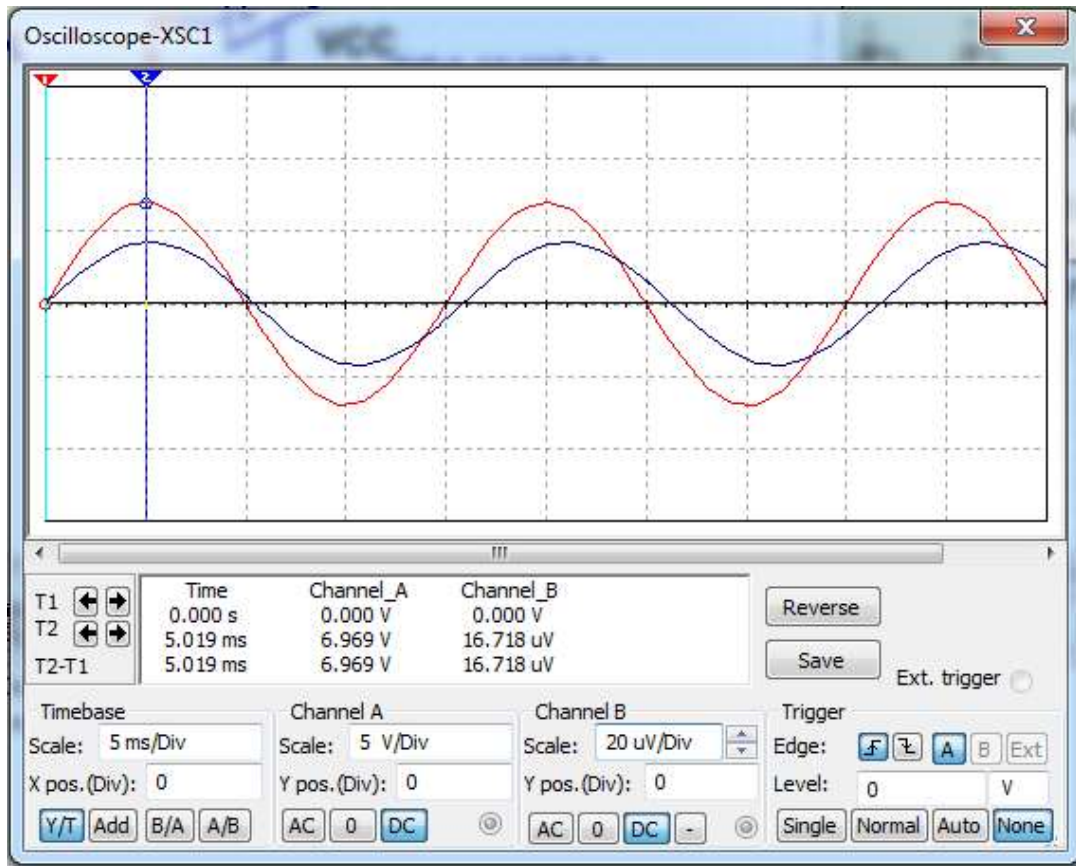 Oscilloscope-XSC1
VCC
1 2
T1
T2
T2-T1
Time Channel_A Channel_B
0.000 s 0.000 V 0.000 V
5.019 ms 6.969 V 16.718 uV
5.019 ms 6.969 V 16.718 uV
Reverse
Save
Ext. trigger
Timebase
Scale: 5 ms/Div
X pos.(Div): 0
Y/T Add B/A A/B
Channel A
Scale: 5 V/Div
Y pos.(Div): 0
AC 0 DC
Channel B
Scale: 20 uV/Div
Y pos.(Div): 0
AC 0 DC -
Trigger
Edge: A B Ext
Level: 0 V
Single Normal Auto None